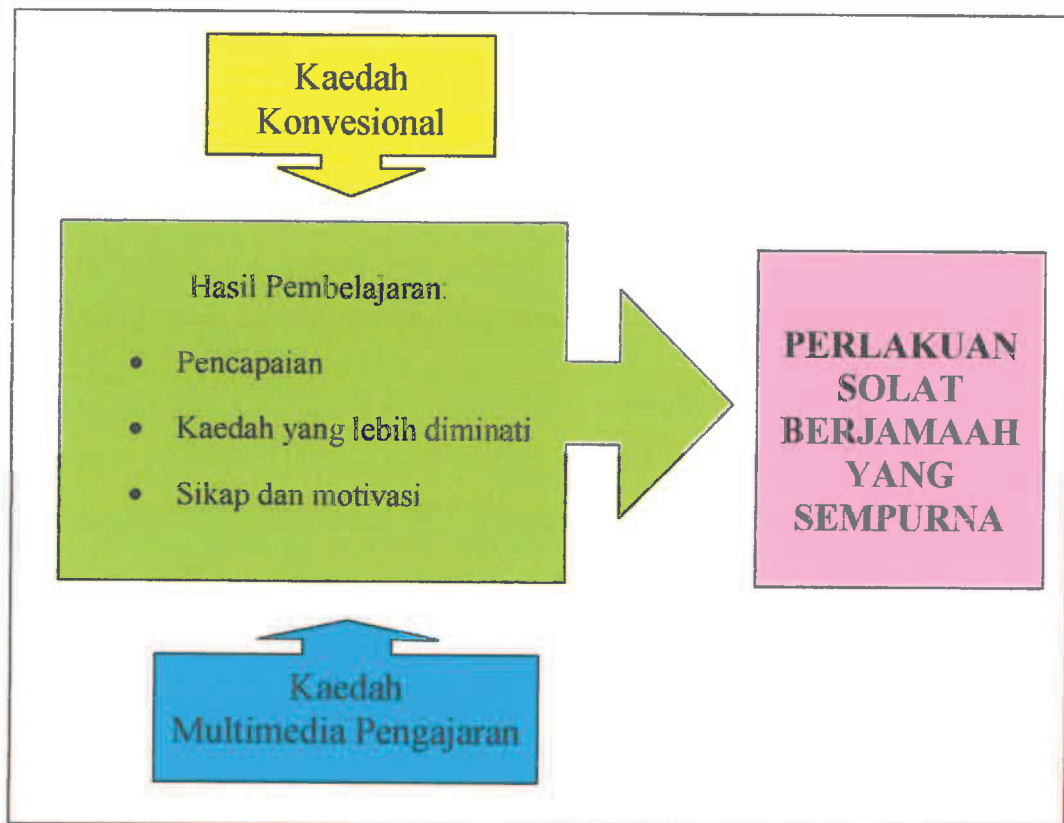 Kaedah
Konvesional
Hasil Pembelajaran:
• Pencapaian
• Kaedah yang lebih diminati
• Sikap dan motivasi
PERLAKUAN
SOLAT
BERJAMAAH
YANG
SEMPURNA
Kaedah
Multimedia Pengajaran